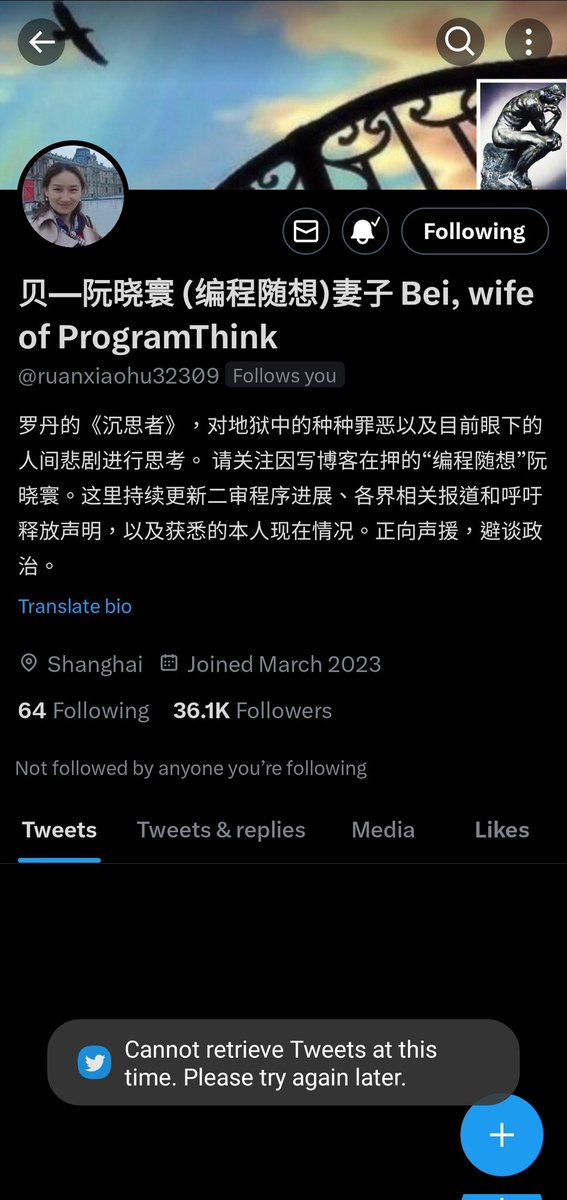 Following
贝—阮晓寰 (编程随想)妻子 Bei, wife
of ProgramThink
@ruanxiaohu32309 Follows you
罗丹的《沉思者》，对地狱中的种种罪恶以及目前眼下的
人间悲剧进行思考。 请关注因写博客在押的“编程随想”阮
晓寰。这里持续更新二审程序进展、各界相关报道和呼吁
释放声明，以及获悉的本人现在情况。正向声援，避谈政
治。
Translate bio
Shanghai Joined March 2023
64 Following 36.1K Followers
Not followed by anyone you’re following
Tweets Tweets & replies Media Likes
Cannot retrieve Tweets at this
time. Please try again later.